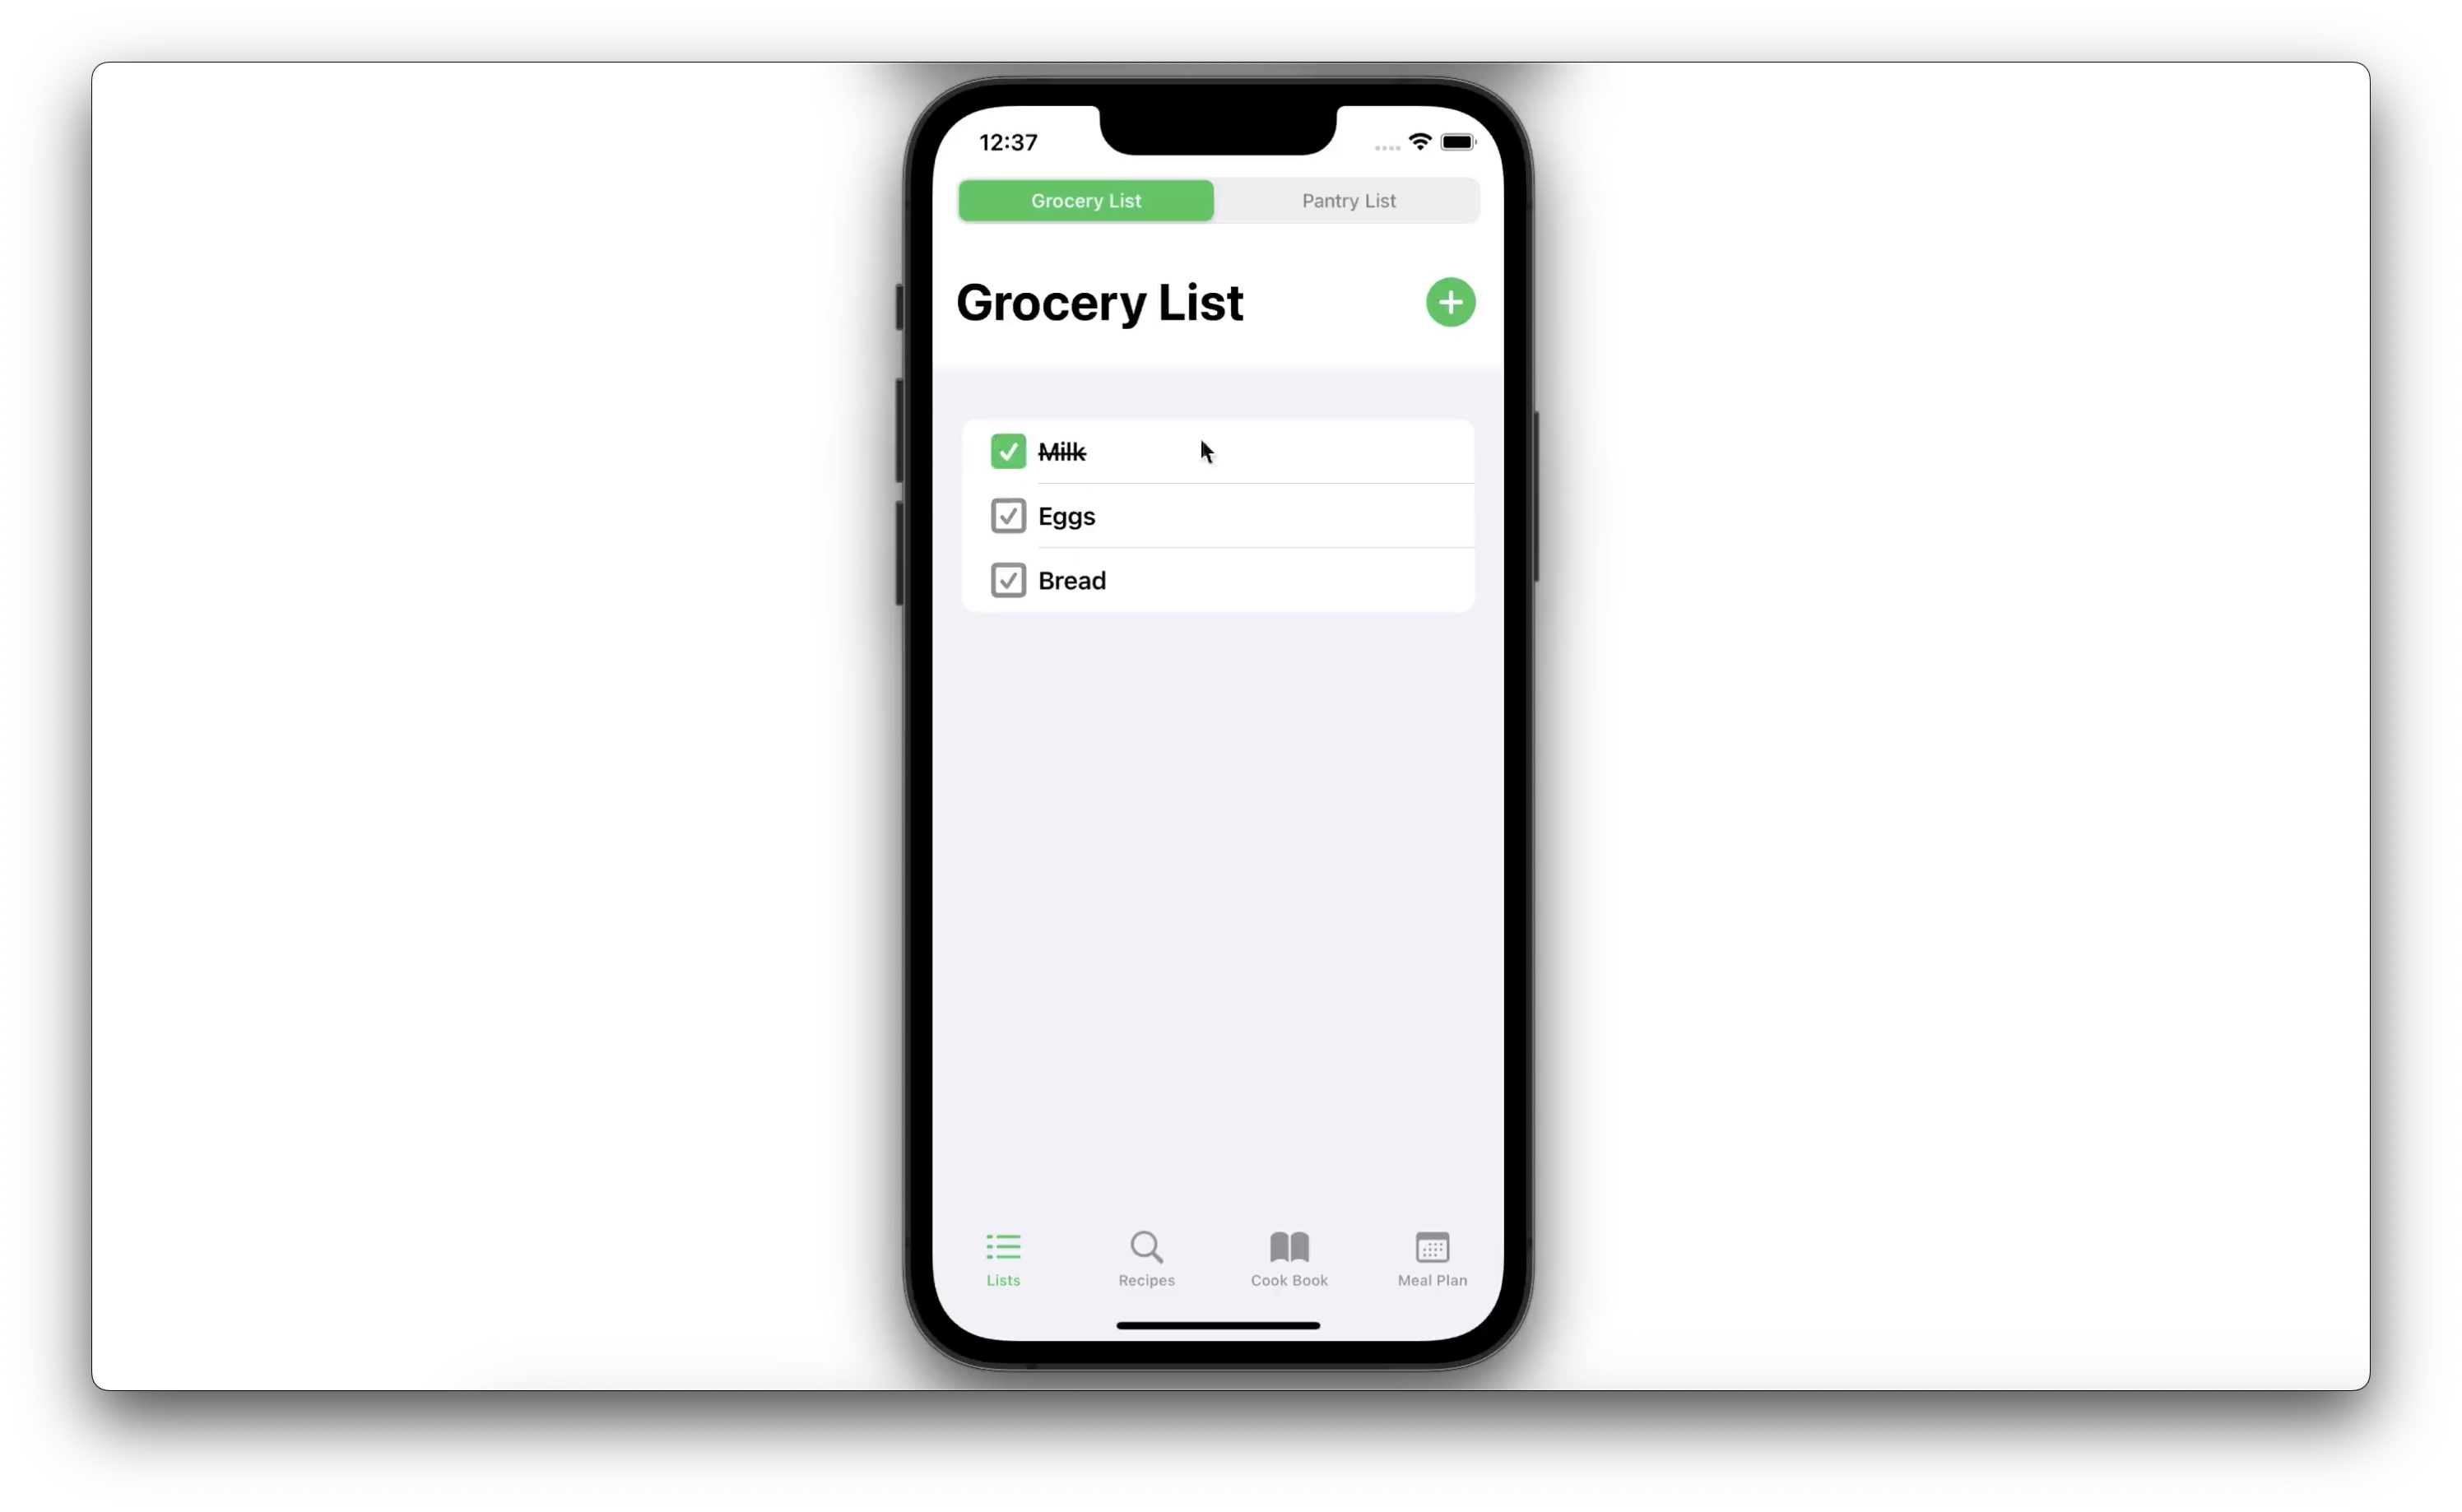 12:37
Grocery List Pantry List
Grocery List
Milk
Eggs
Bread
Lists Recipes Cook Book Meal Plan